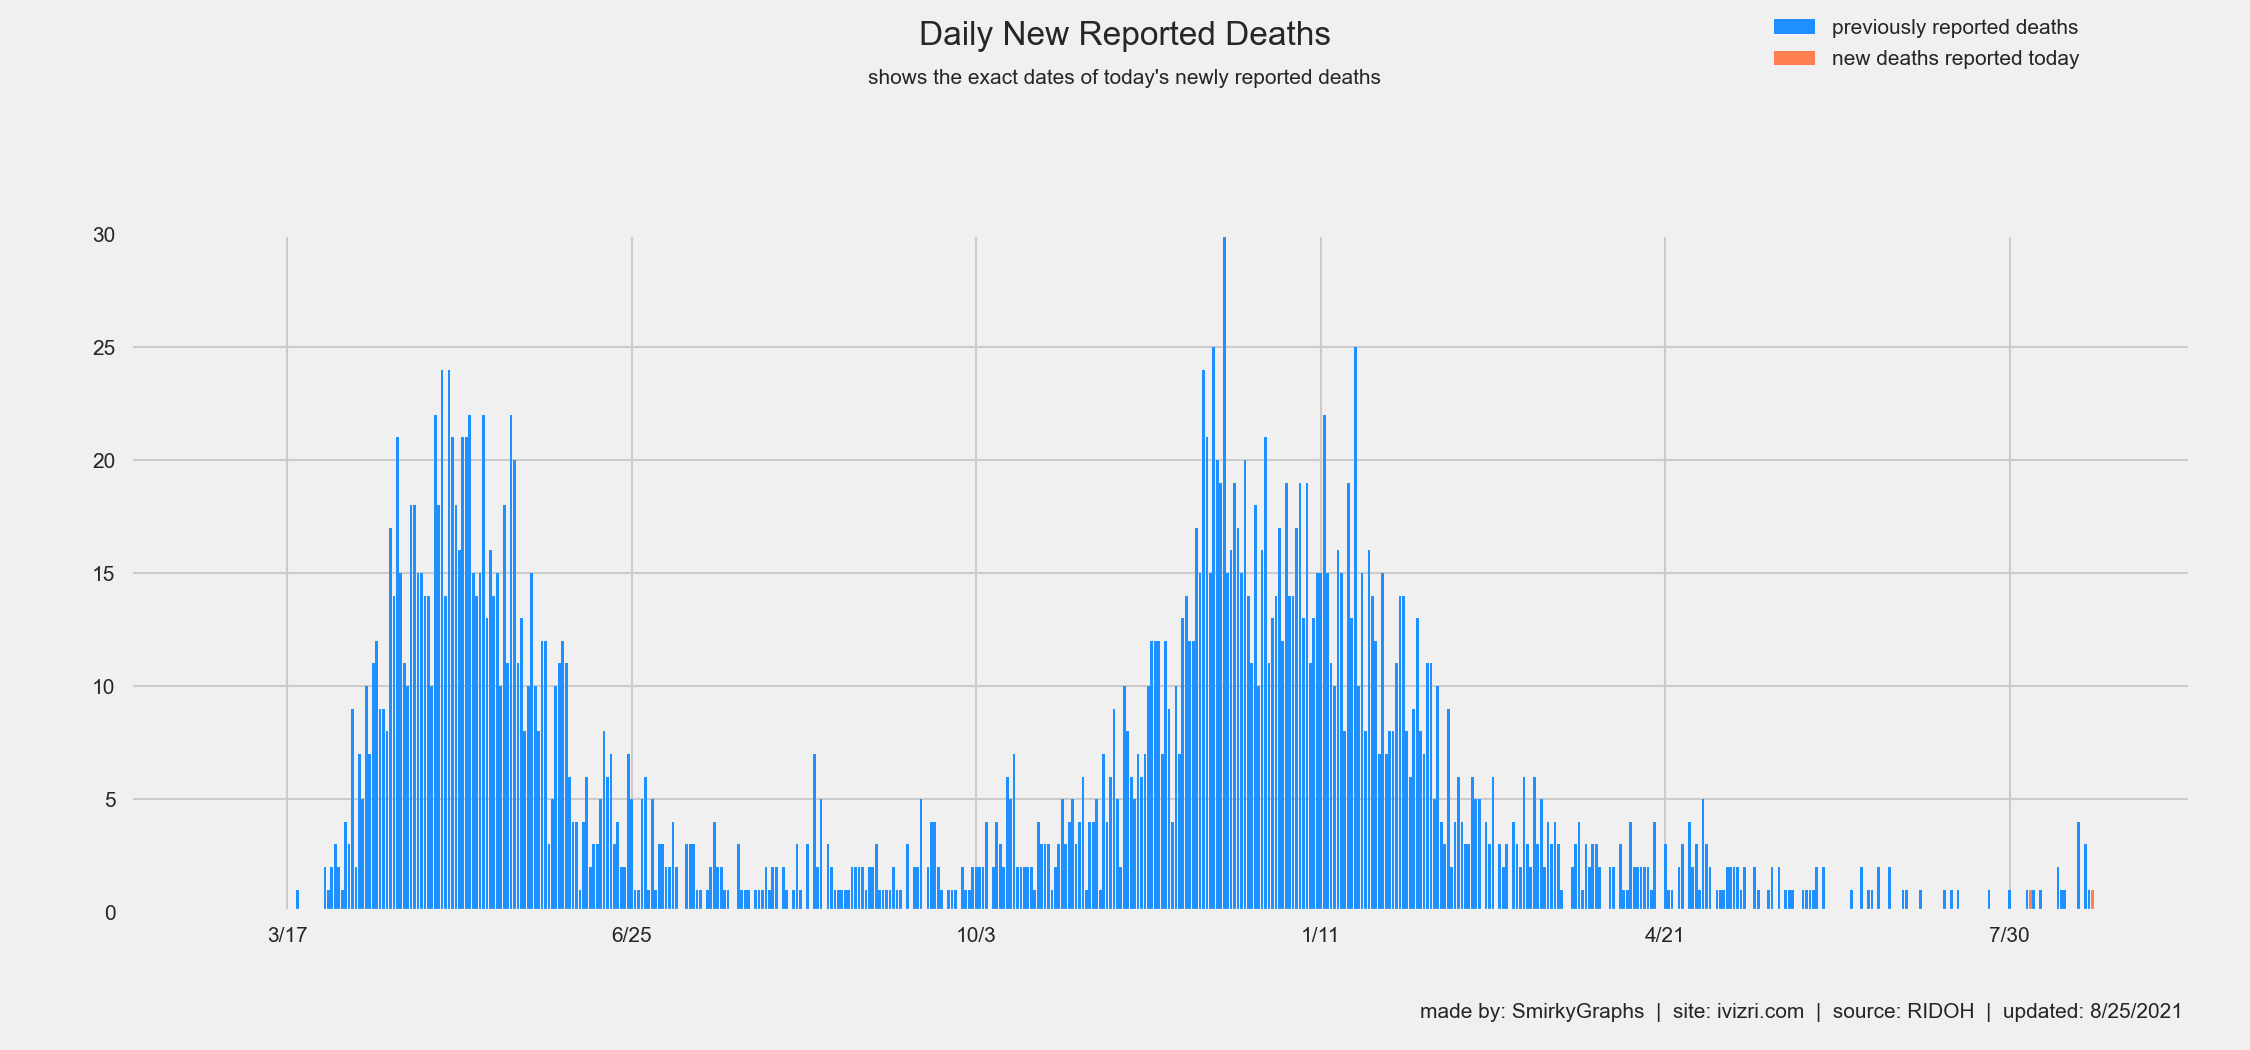 Daily New Reported Deaths
shows the exact dates of today's newly reported deaths
previously reported deaths
new deaths reported today
30
25
20
15
10
5
0
3/17 6/25 10/3 1/11 4/21 7/30
made by: SmirkyGraphs | site: ivizri.com | source: RIDOH | updated: 8/25/2021